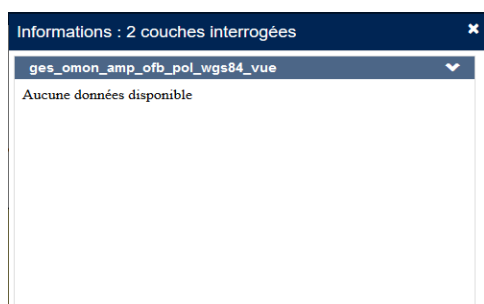 Informations : 2 couches interrogées
ges_omon_amp_ofb_pol_wgs84_vue
Aucune données disponible